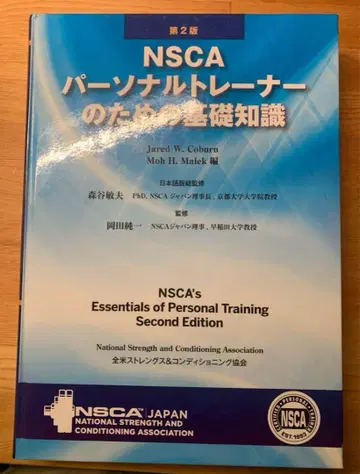 第2版
NSCA
パーソナルトレーナー
のための基礎知識
Jared W. Coburn
Moh H. Malek 編
日本語版総監修
森谷敏夫 PhD, NSCA ジャパン理事長, 京都大学大学院教授
監修
岡田純一 NSCAジャパン理事, 早稲田大学教授
NSCA's
Essentials of Personal Training
Second Edition
National Strength and Conditioning Association
全米ストレングス&コンディショニング協会
NSCA JAPAN
NATIONAL STRENGTH AND
CONDITIONING ASSOCIATION
CERTIFIED PERSONAL
NSCA
EST. 1993